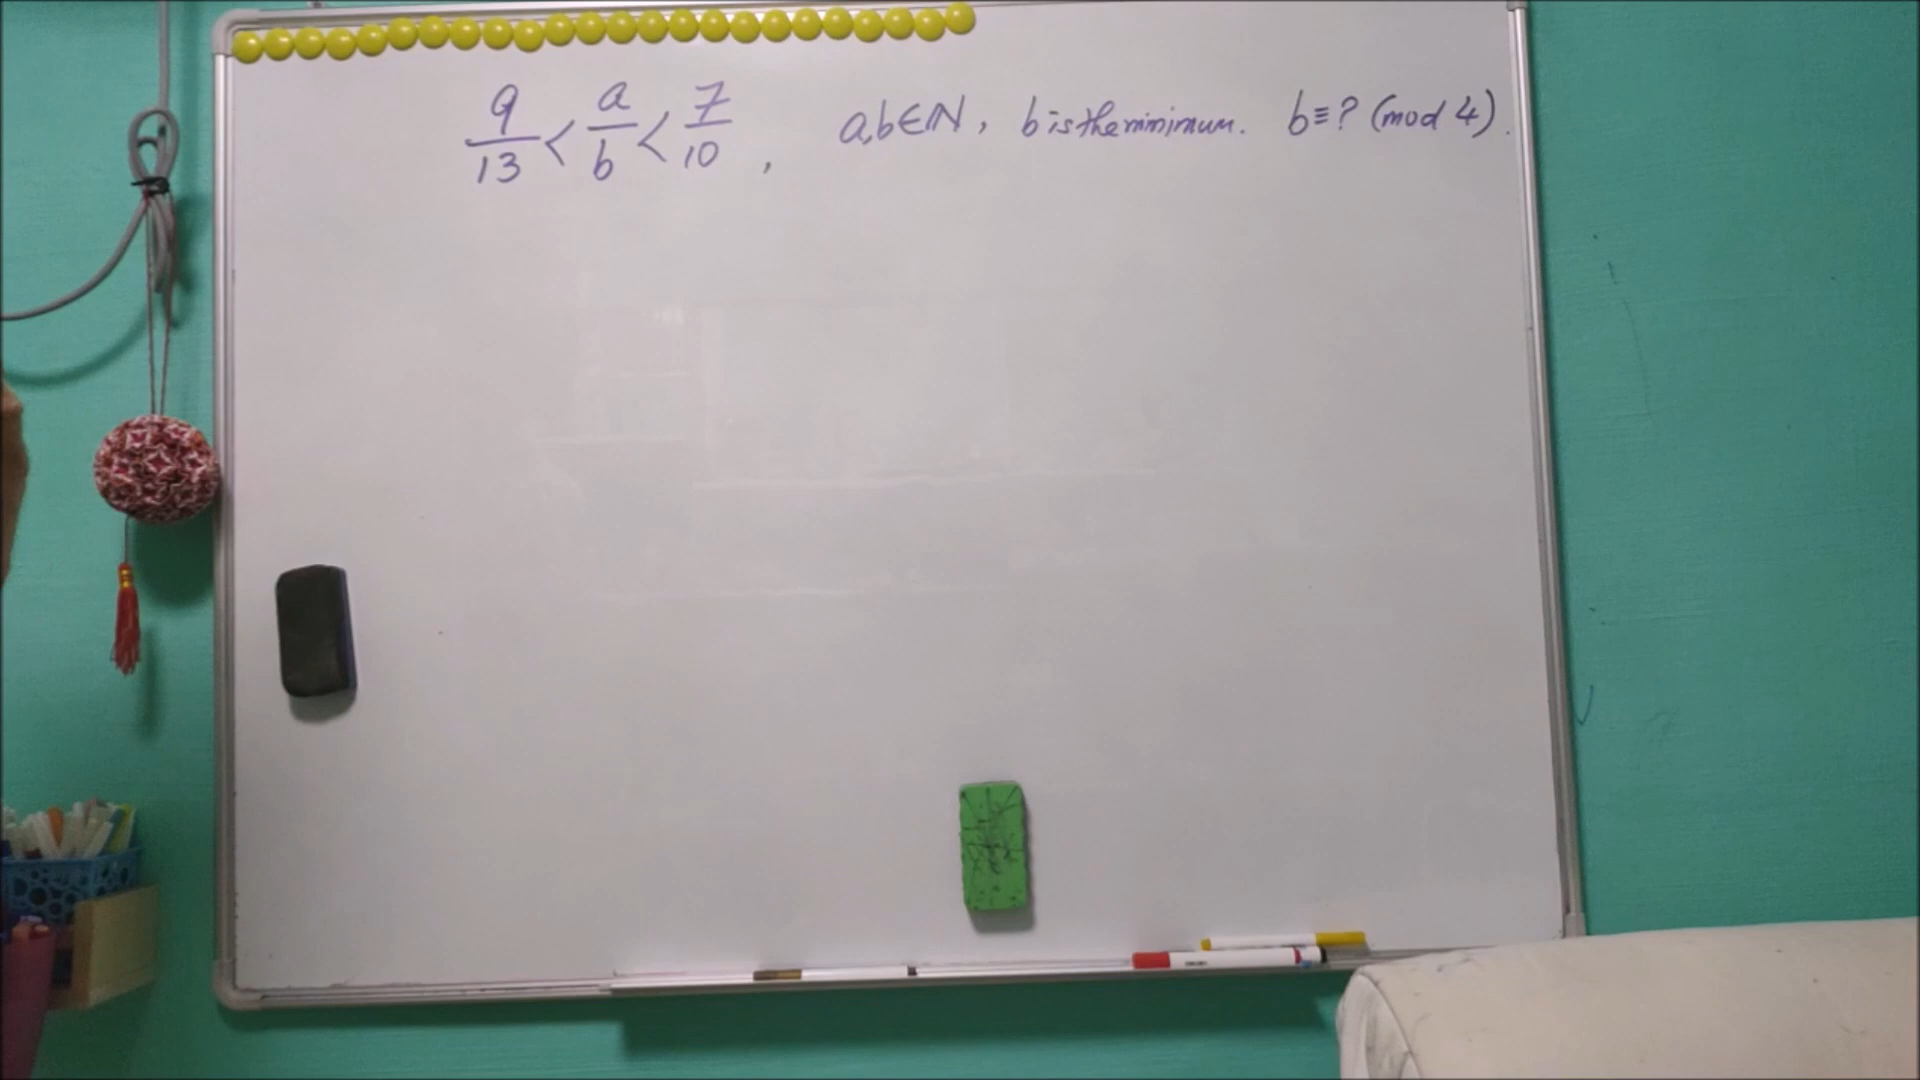 9/13 < a/b < 7/10, a,b∈N, b is the minimum. b≡? (mod 4).